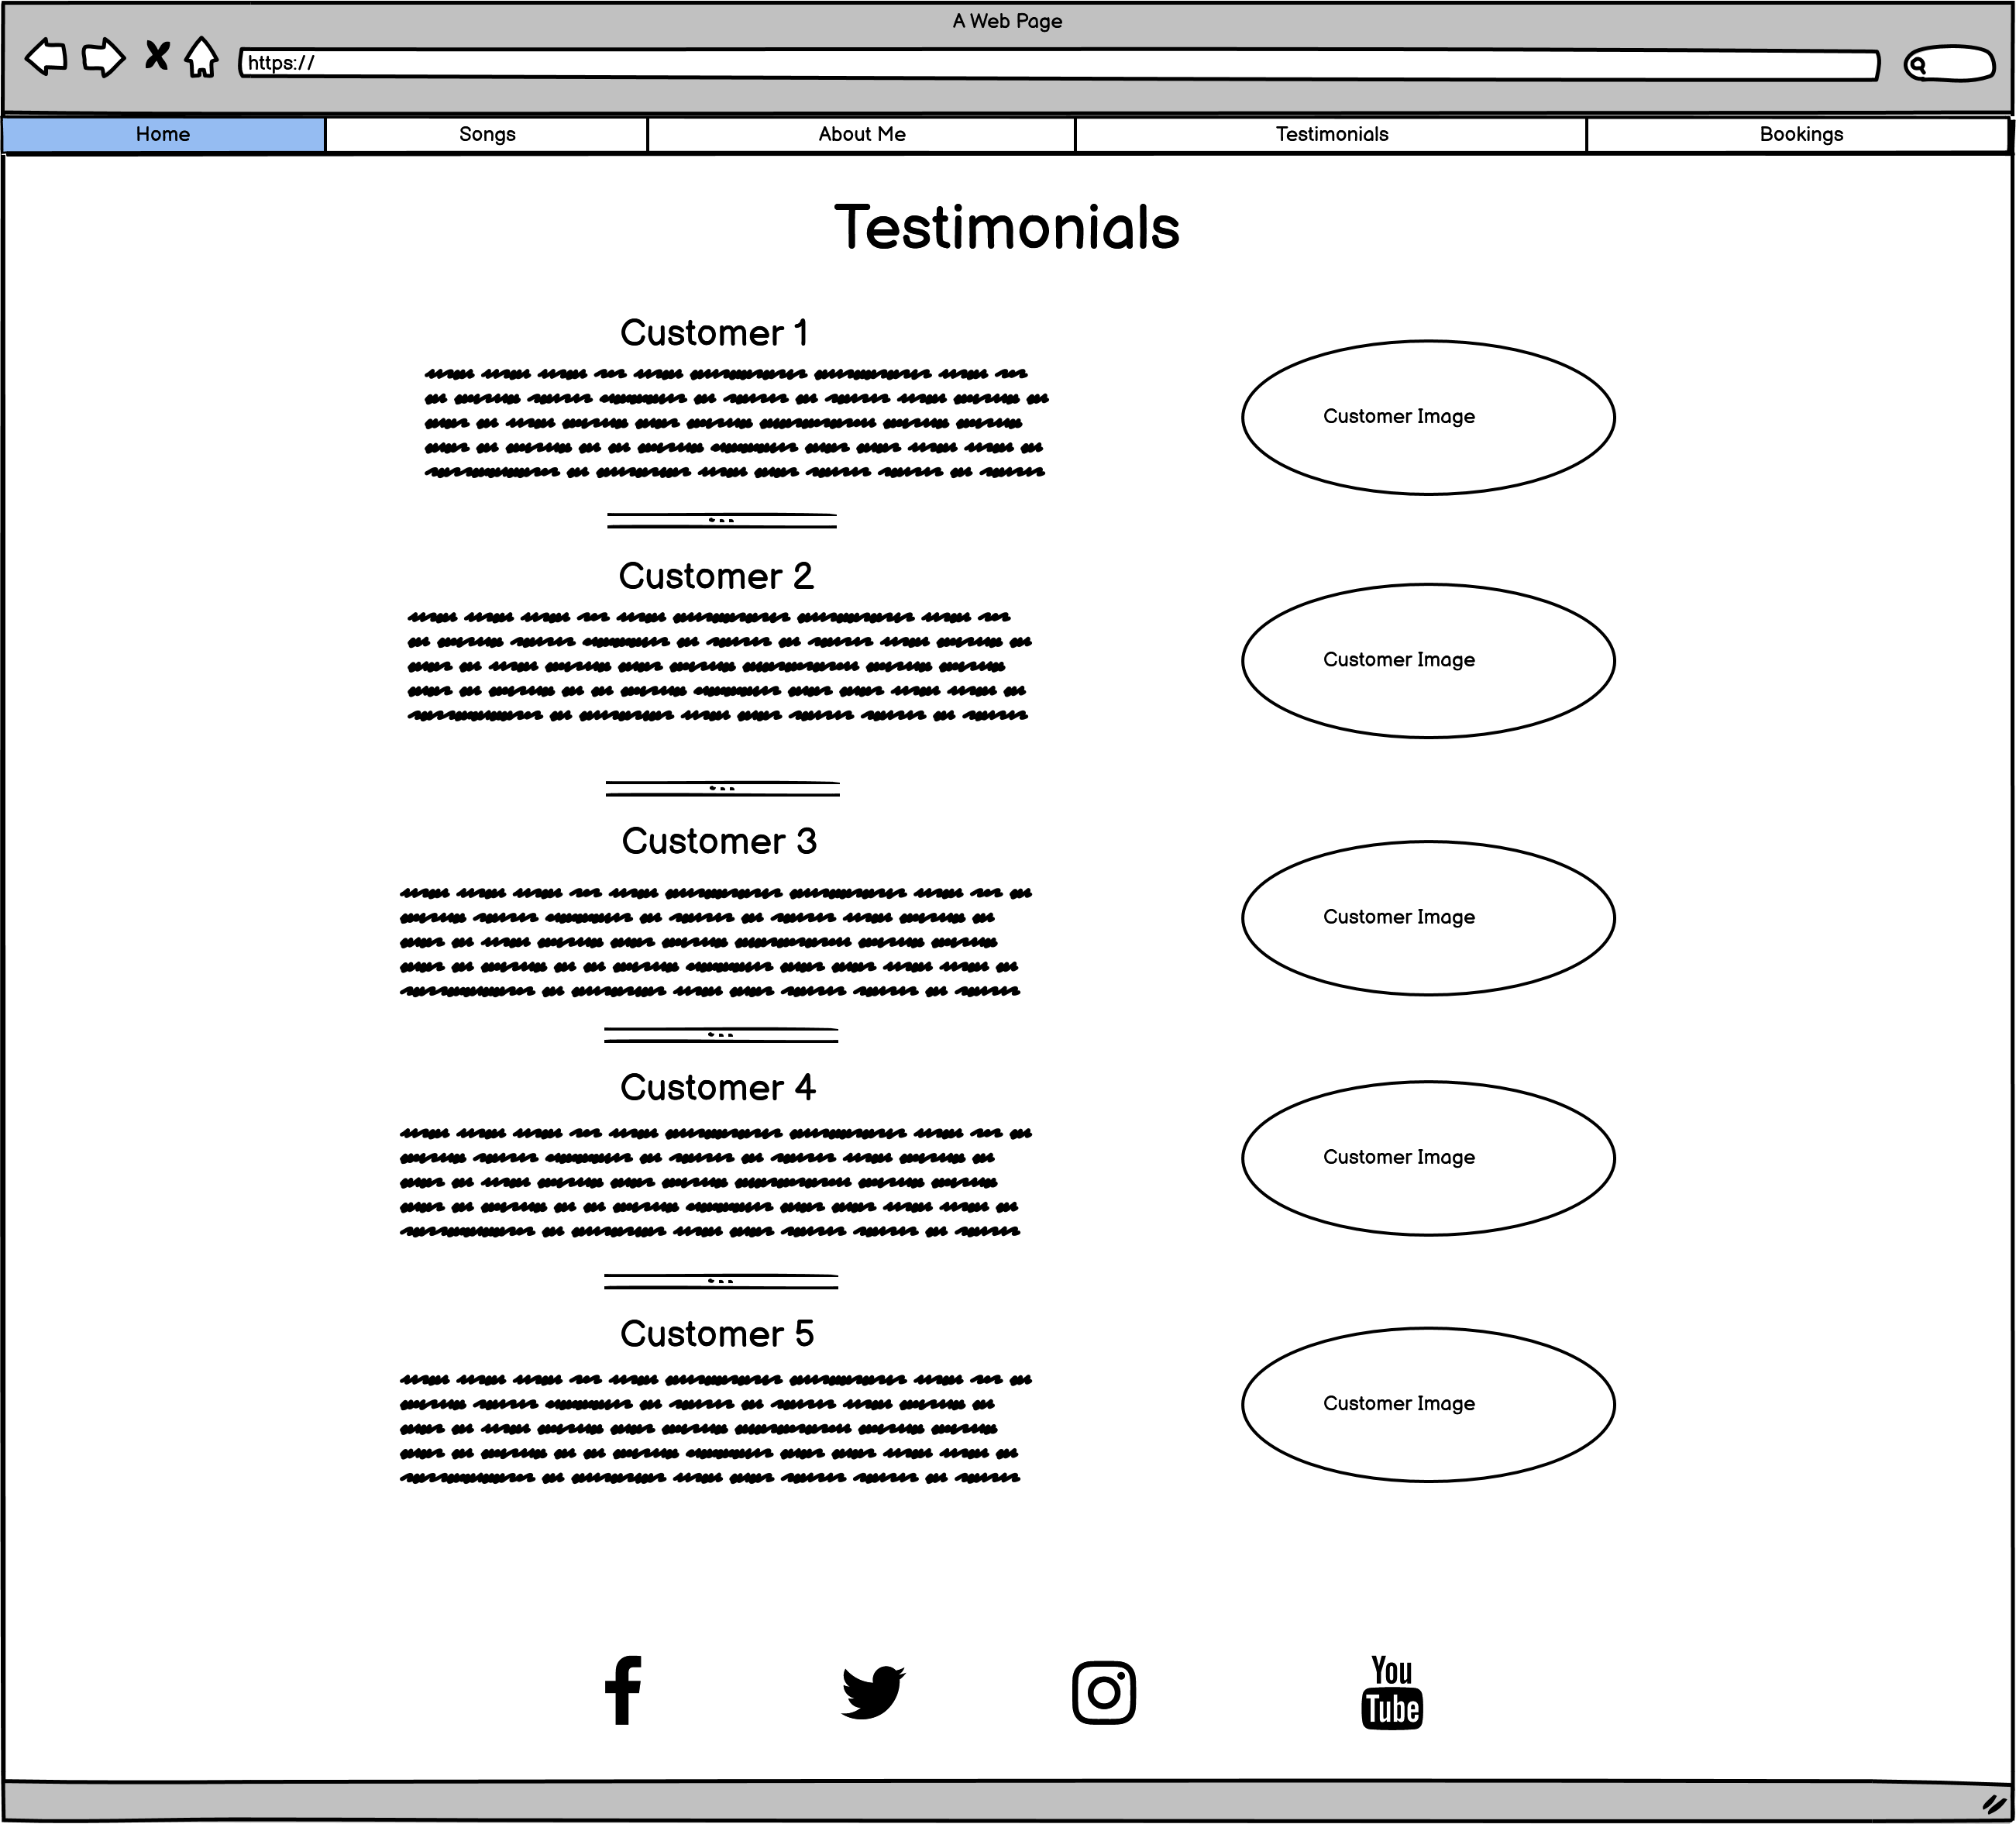 A Web Page
https://
Home Songs About Me Testimonials Bookings
Testimonials
Customer 1
Customer Image
Customer 2
Customer Image
Customer 3
Customer Image
Customer 4
Customer Image
Customer 5
Customer Image
You
Tube